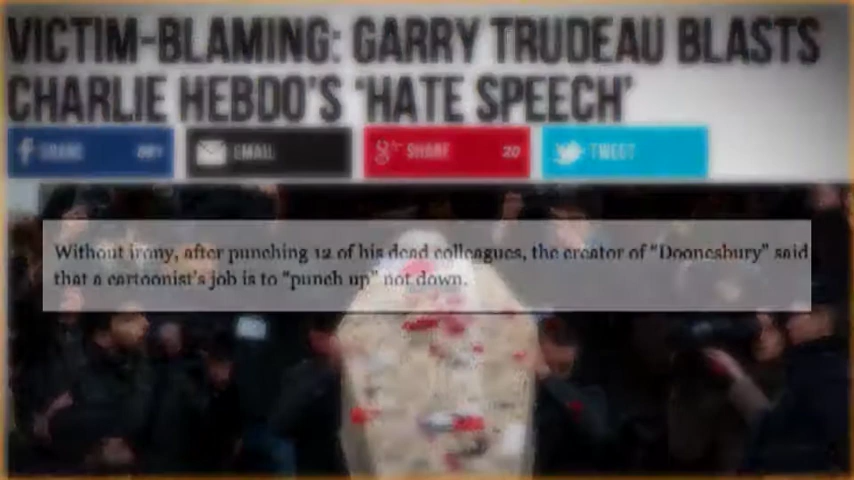 VICTIM-BLAMING: GARRY TRUDEAU BLASTS
CHARLIE HEBDO'S 'HATE SPEECH'
SHARE
EMAIL
SHARE 20
TWEET
Without irony, after punching 12 of his dead colleagues, the creator of "Doonesbury" said
that a cartoonist's job is to "punch up" not down.